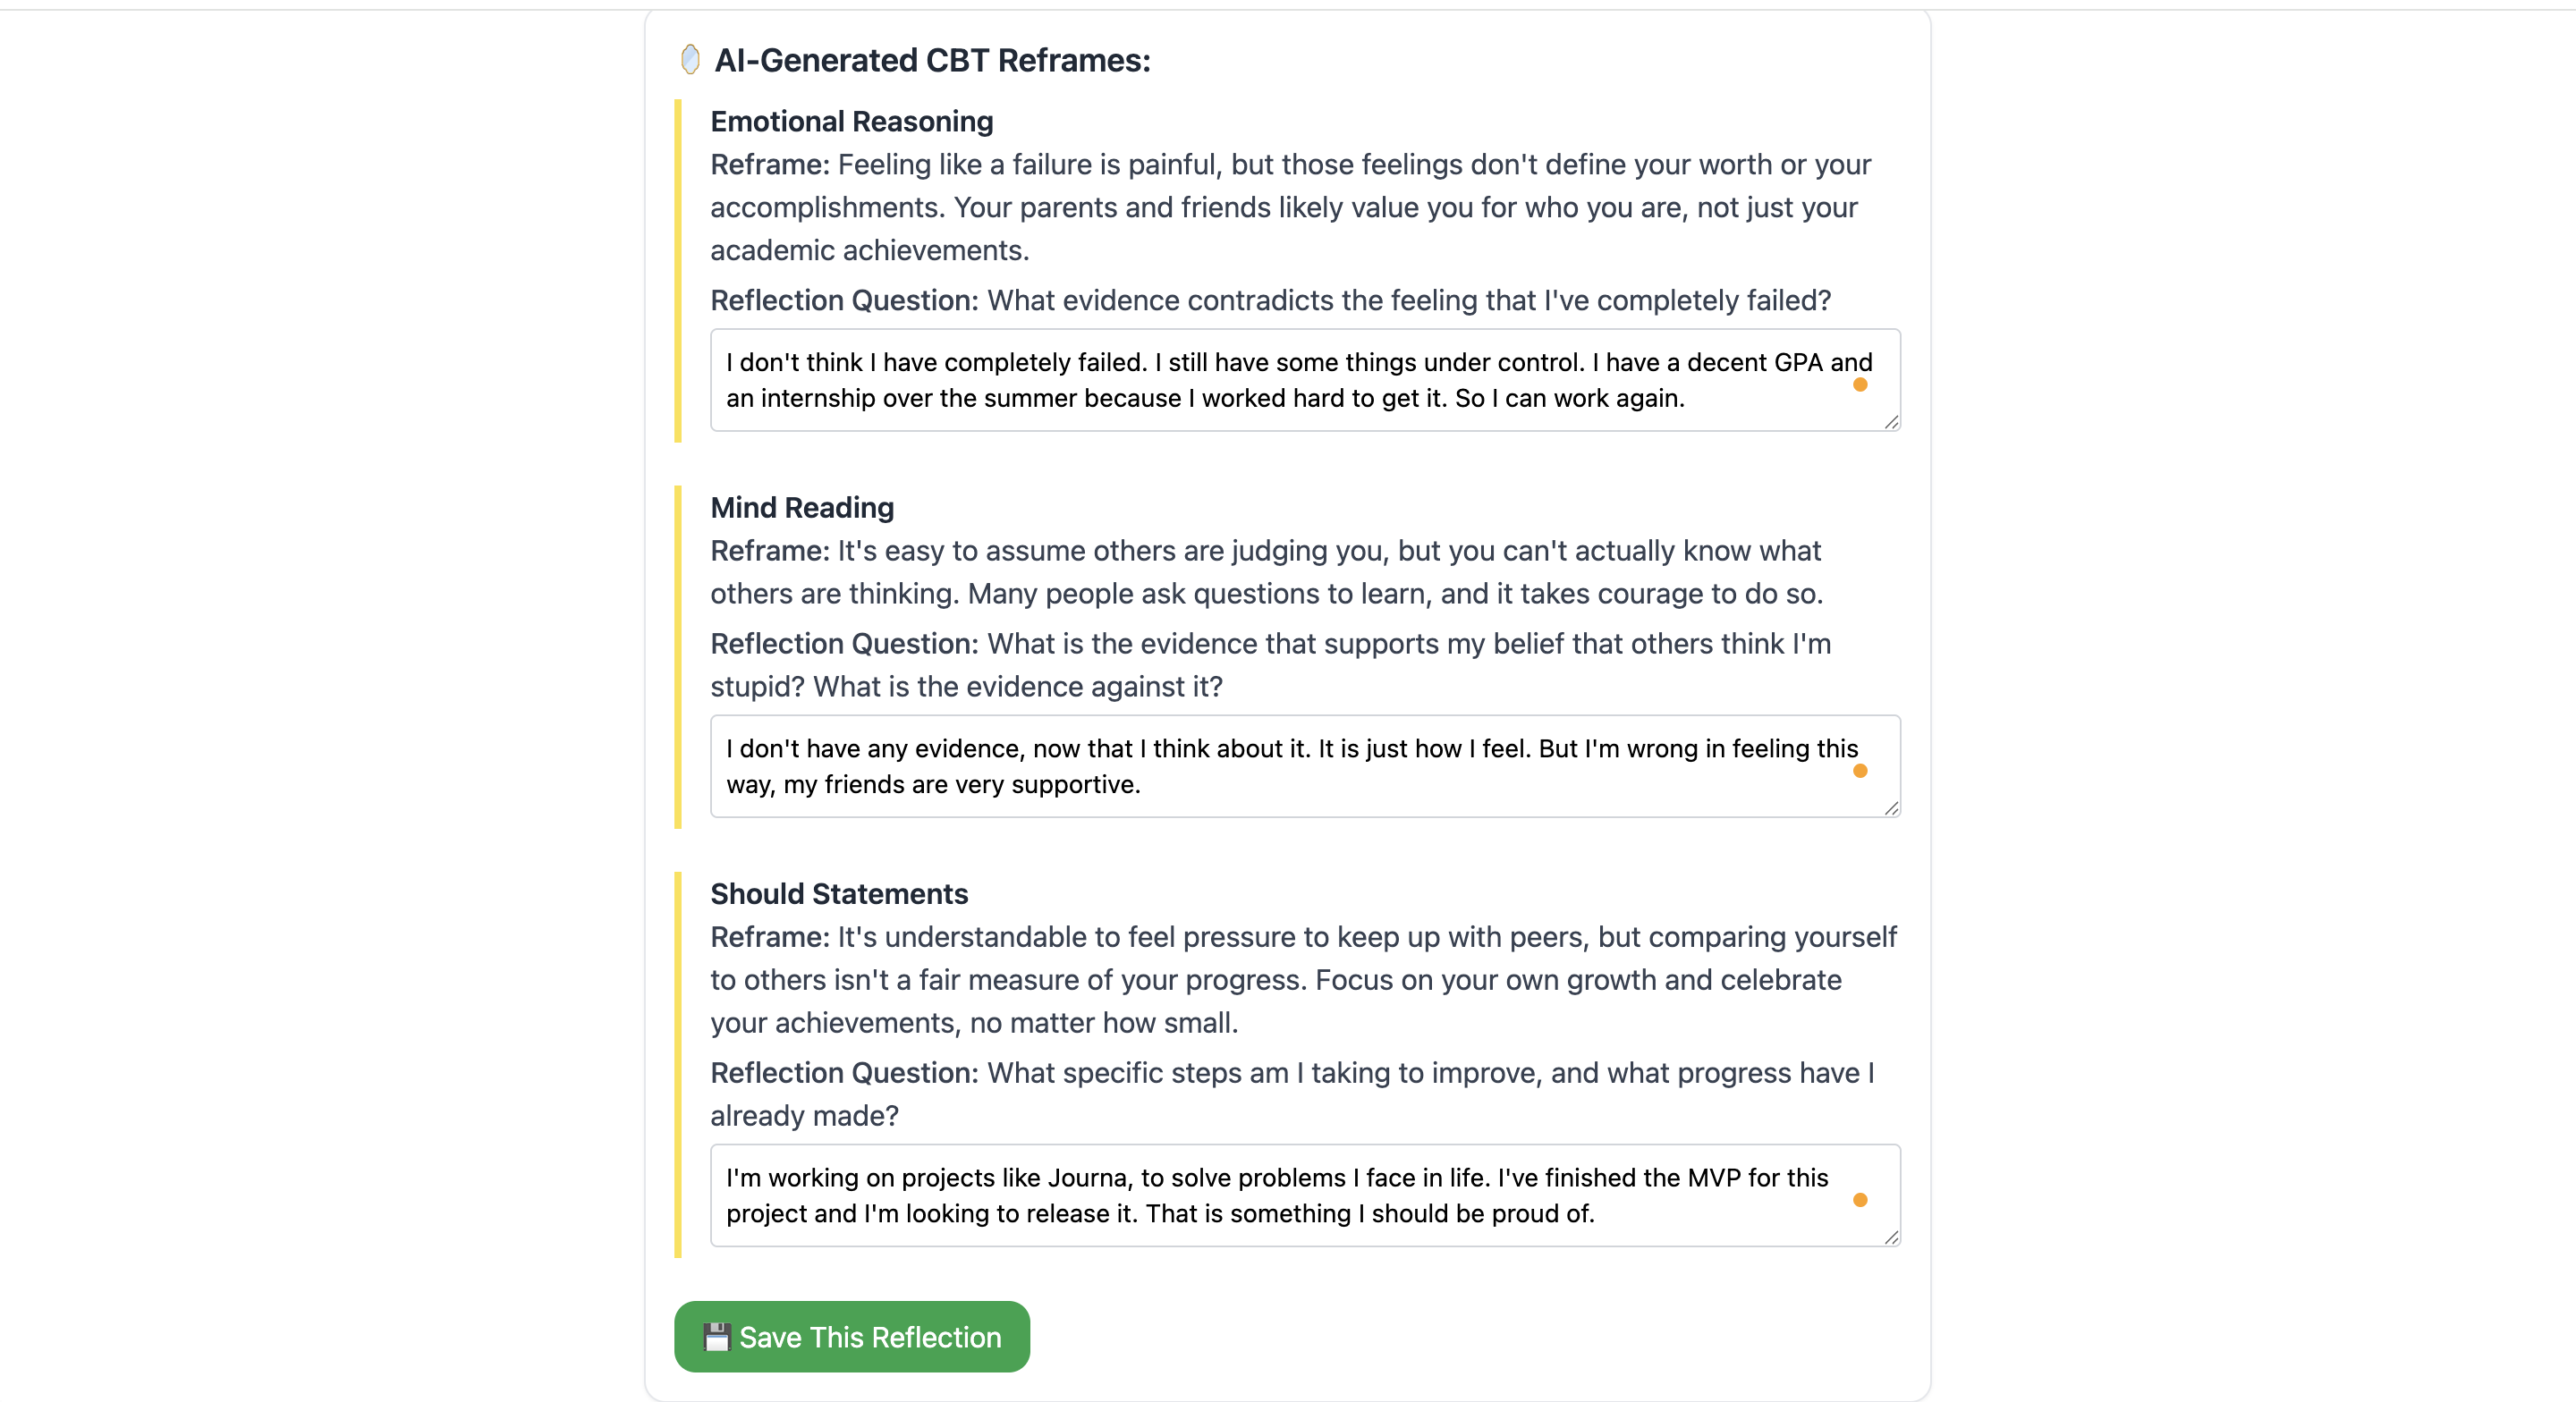 🪞 AI-Generated CBT Reframes:
Emotional Reasoning
Reframe: Feeling like a failure is painful, but those feelings don't define your worth or your
accomplishments. Your parents and friends likely value you for who you are, not just your
academic achievements.
Reflection Question: What evidence contradicts the feeling that I've completely failed?
I don't think I have completely failed. I still have some things under control. I have a decent GPA and
an internship over the summer because I worked hard to get it. So I can work again.
Mind Reading
Reframe: It's easy to assume others are judging you, but you can't actually know what
others are thinking. Many people ask questions to learn, and it takes courage to do so.
Reflection Question: What is the evidence that supports my belief that others think I'm
stupid? What is the evidence against it?
I don't have any evidence, now that I think about it. It is just how I feel. But I'm wrong in feeling this
way, my friends are very supportive.
Should Statements
Reframe: It's understandable to feel pressure to keep up with peers, but comparing yourself
to others isn't a fair measure of your progress. Focus on your own growth and celebrate
your achievements, no matter how small.
Reflection Question: What specific steps am I taking to improve, and what progress have I
already made?
I'm working on projects like Journa, to solve problems I face in life. I've finished the MVP for this
project and I'm looking to release it. That is something I should be proud of.
💾 Save This Reflection